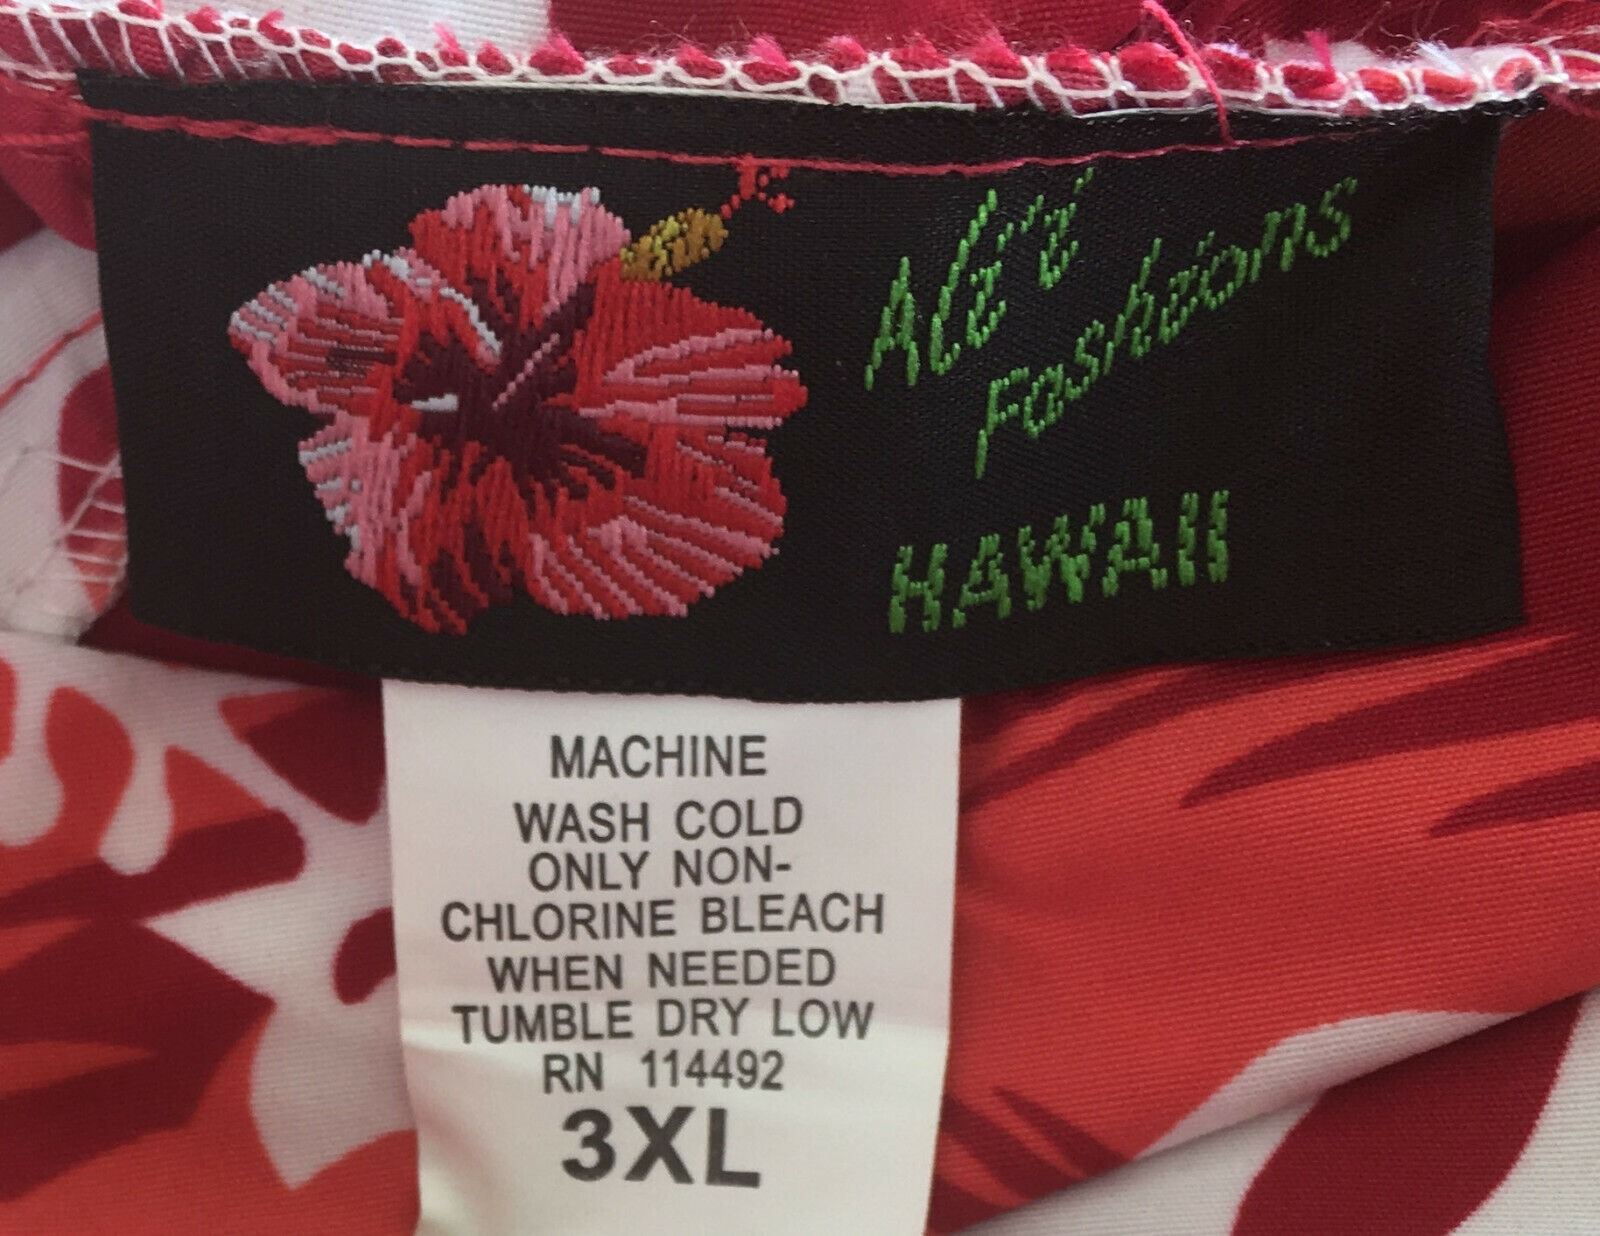 Ali'i
Fashions
HAWAII
MACHINE
WASH COLD
ONLY NON-
CHLORINE BLEACH
WHEN NEEDED
TUMBLE DRY LOW
RN 114492
3XL